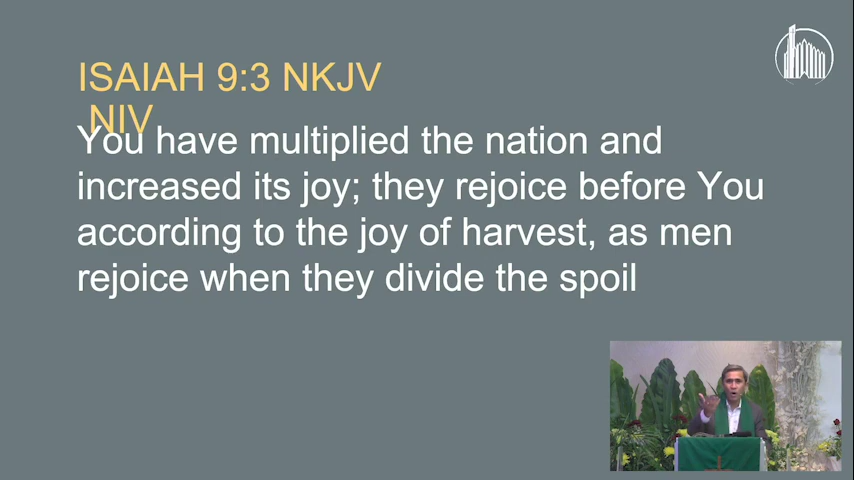 ISAIAH 9:3 NKJV
NIV
You have multiplied the nation and
increased its joy; they rejoice before You
according to the joy of harvest, as men
rejoice when they divide the spoil